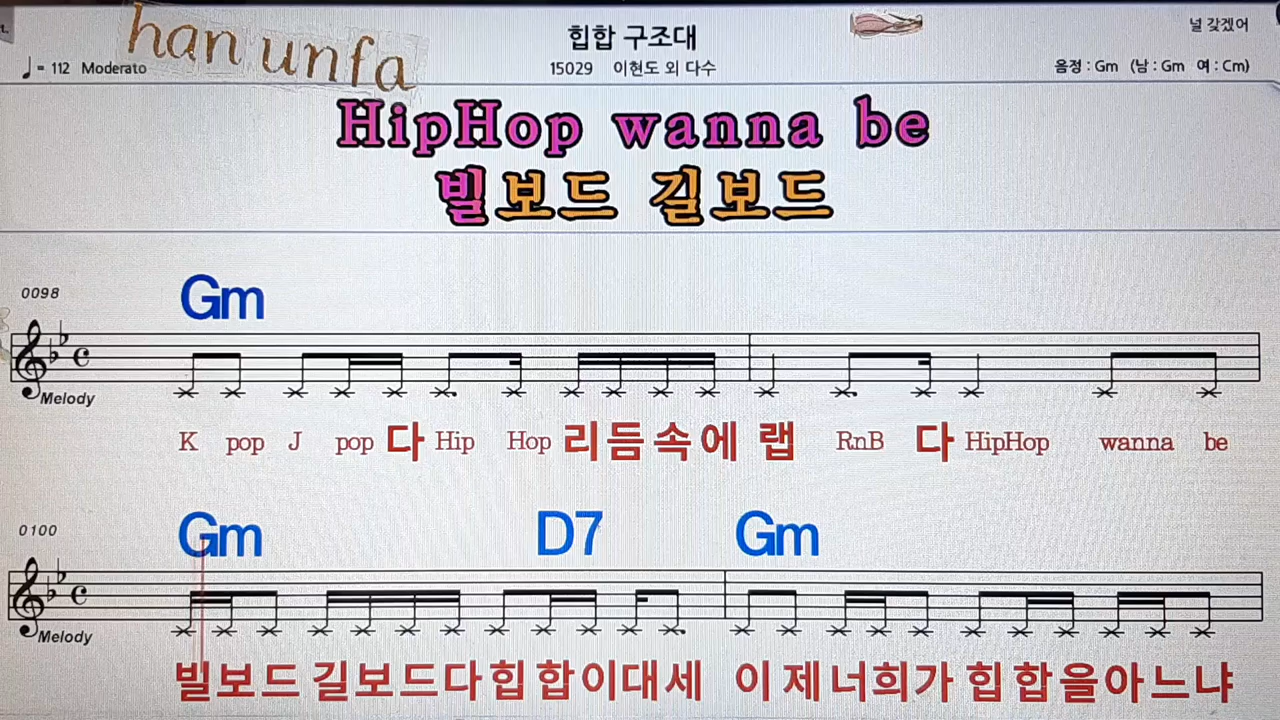 han unfa
힙합 구조대
널 갖겠어
♩= 112 Moderato
15029 이현도 외 다수
음정 : Gm (남 : Gm 여 : Cm)
HipHop wanna be
빌보드 길보드
0098
Gm
Melody
K pop J pop 다 Hip Hop 리듬속에 랩 RnB 다 HipHop wanna be
0100
Gm D7 Gm
Melody
빌보드 길보드다힙합이대세 이제너희가 힙합을아느냐